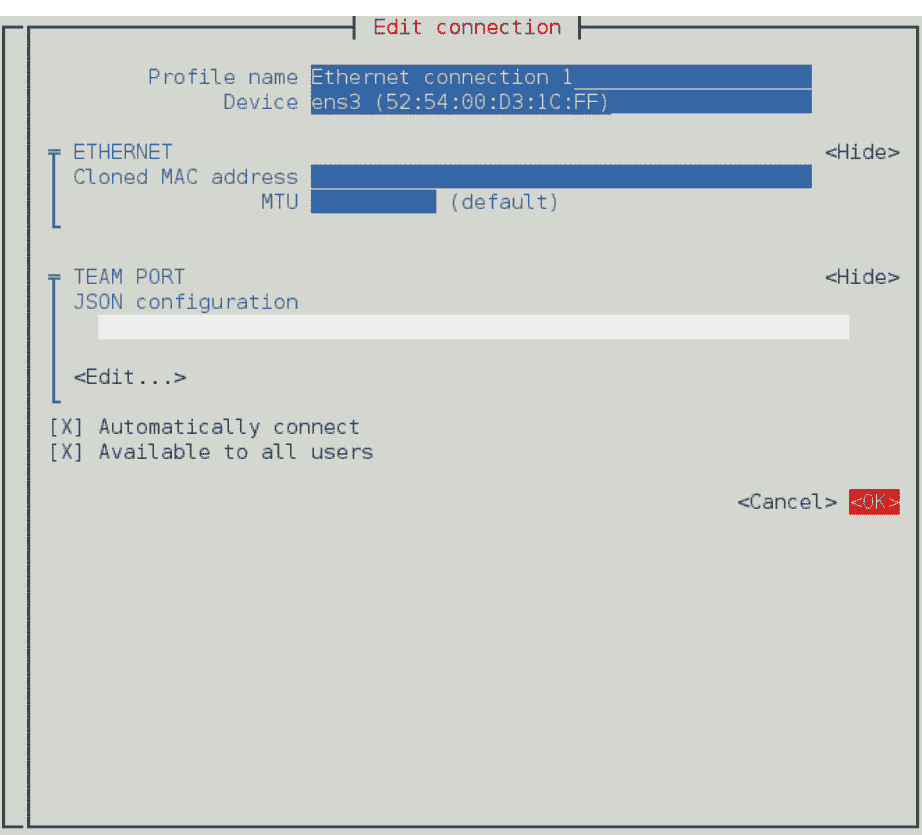 Edit connection
Profile name Ethernet connection 1
Device ens3 (52:54:00:D3:1C:FF)
ETHERNET <Hide>
Cloned MAC address
MTU (default)
TEAM PORT <Hide>
JSON configuration
<Edit...>
[X] Automatically connect
[X] Available to all users
<Cancel> <OK>